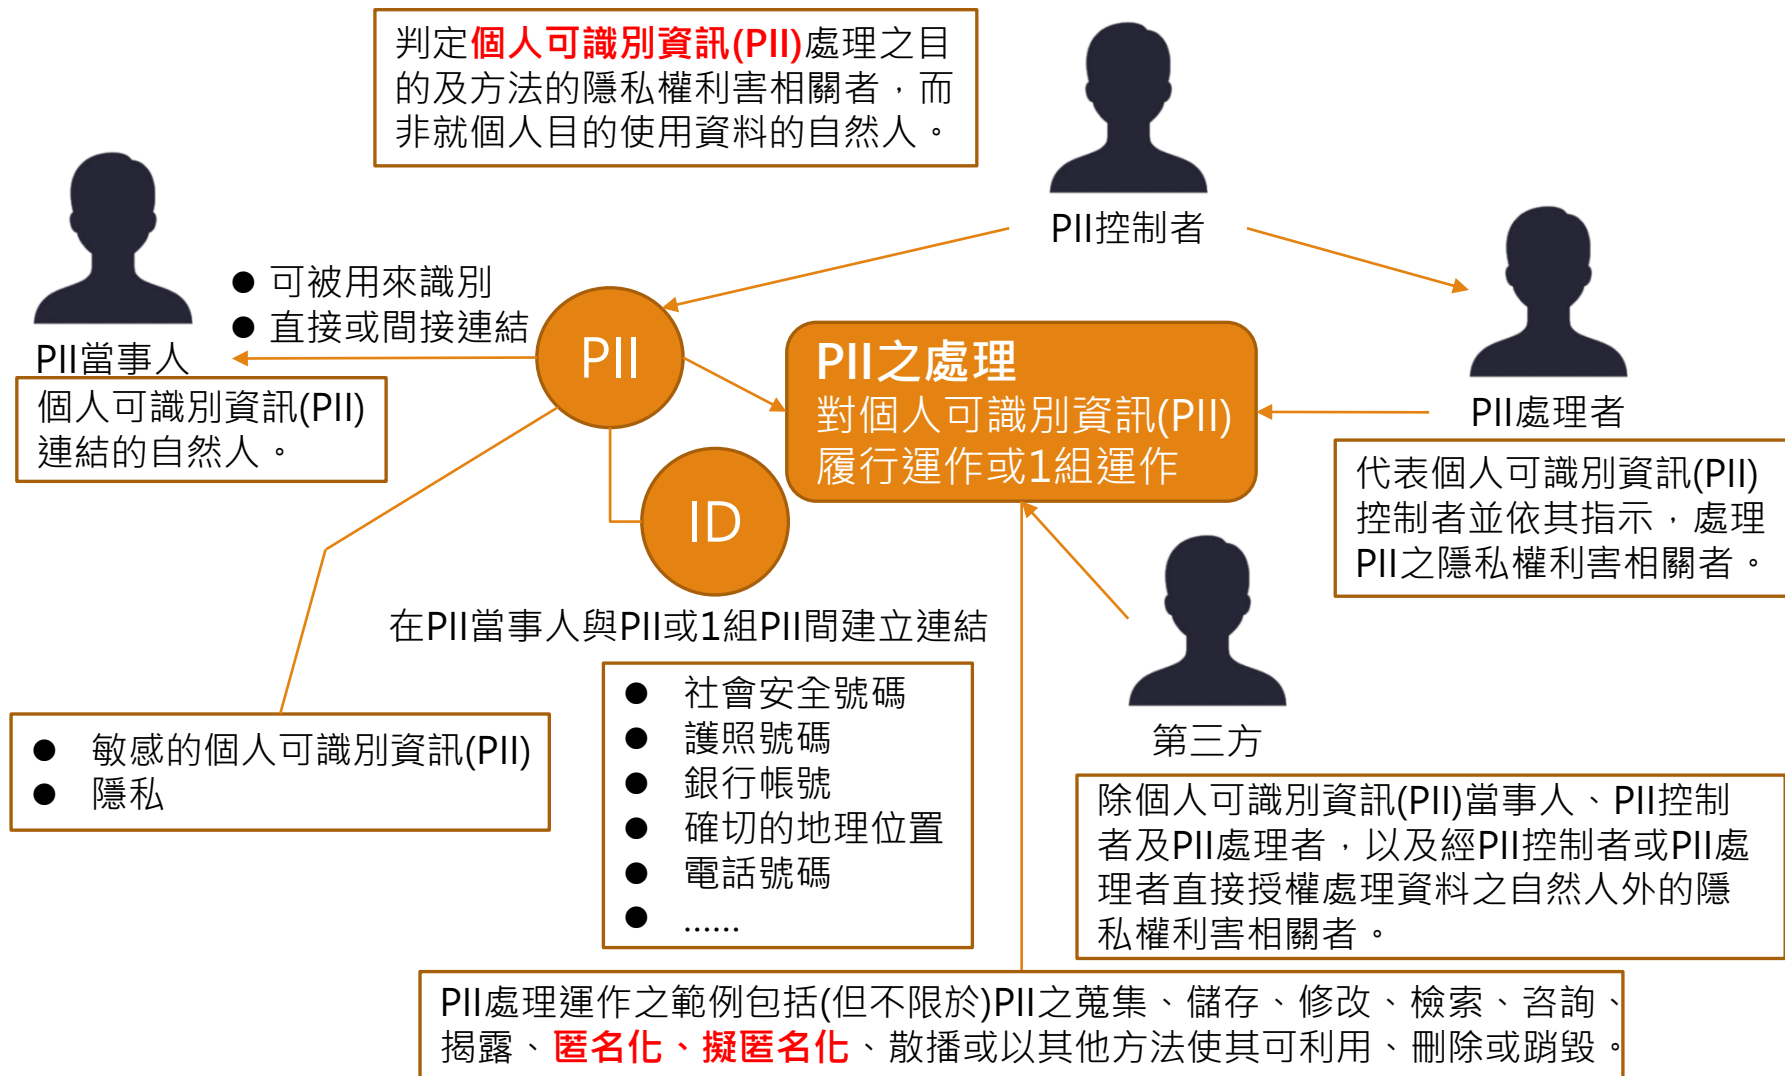 判定個人可識別資訊(PII)處理之目
的及方法的隱私權利害相關者，而
非就個人目的使用資料的自然人。
PII控制者
● 可被用來識別
● 直接或間接連結
PII當事人
個人可識別資訊(PII)
連結的自然人。
PII
PII之處理
對個人可識別資訊(PII)
履行運作或1組運作
PII處理者
代表個人可識別資訊(PII)
控制者並依其指示，處理
PII之隱私權利害相關者。
ID
在PII當事人與PII或1組PII間建立連結
● 社會安全號碼
● 護照號碼
● 銀行帳號
● 確切的地理位置
● 電話號碼
● ......
● 敏感的個人可識別資訊(PII)
● 隱私
第三方
除個人可識別資訊(PII)當事人、PII控制
者及PII處理者，以及經PII控制者或PII處
理者直接授權處理資料之自然人外的隱
私權利害相關者。
PII處理運作之範例包括(但不限於)PII之蒐集、儲存、修改、檢索、咨詢、
揭露、匿名化、擬匿名化、散播或以其他方法使其可利用、刪除或銷毀。